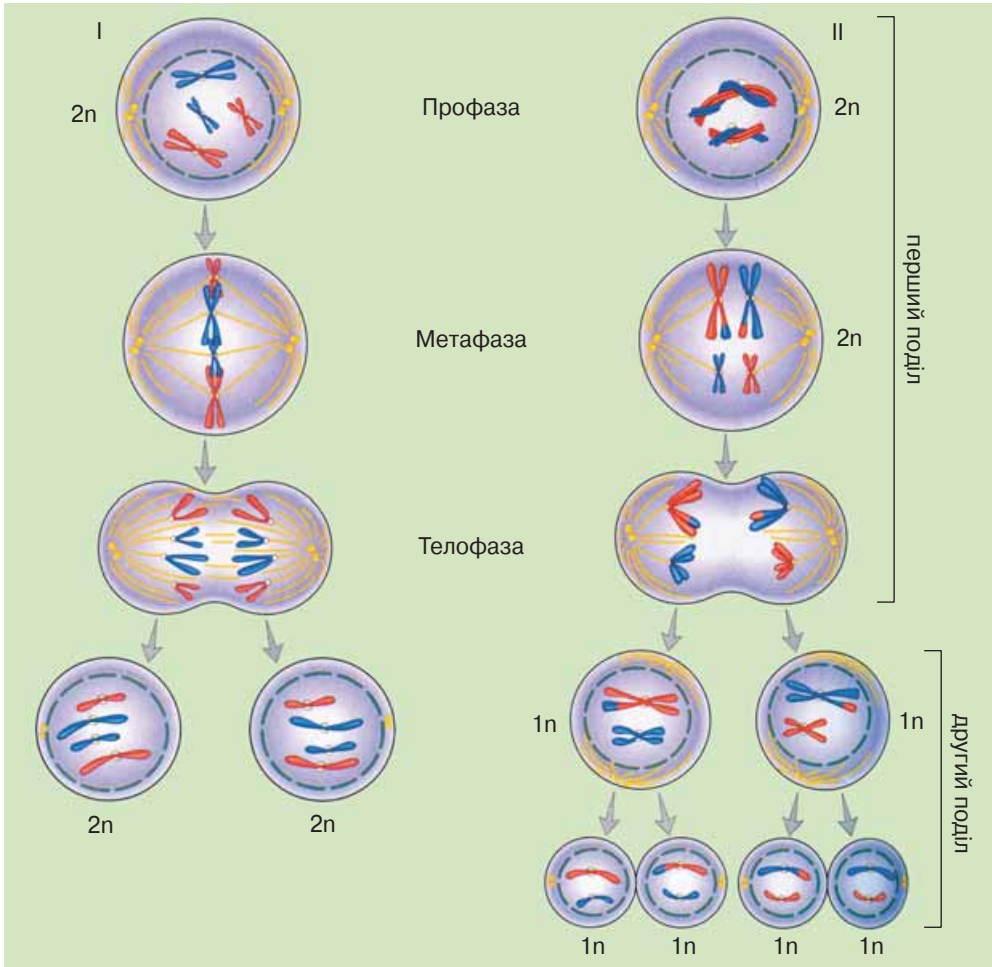 I
II
2n
Профаза
2n
Метафаза
2n
Телофаза
перший поділ
2n
2n
1n
1n
другий поділ
1n
1n
1n
1n